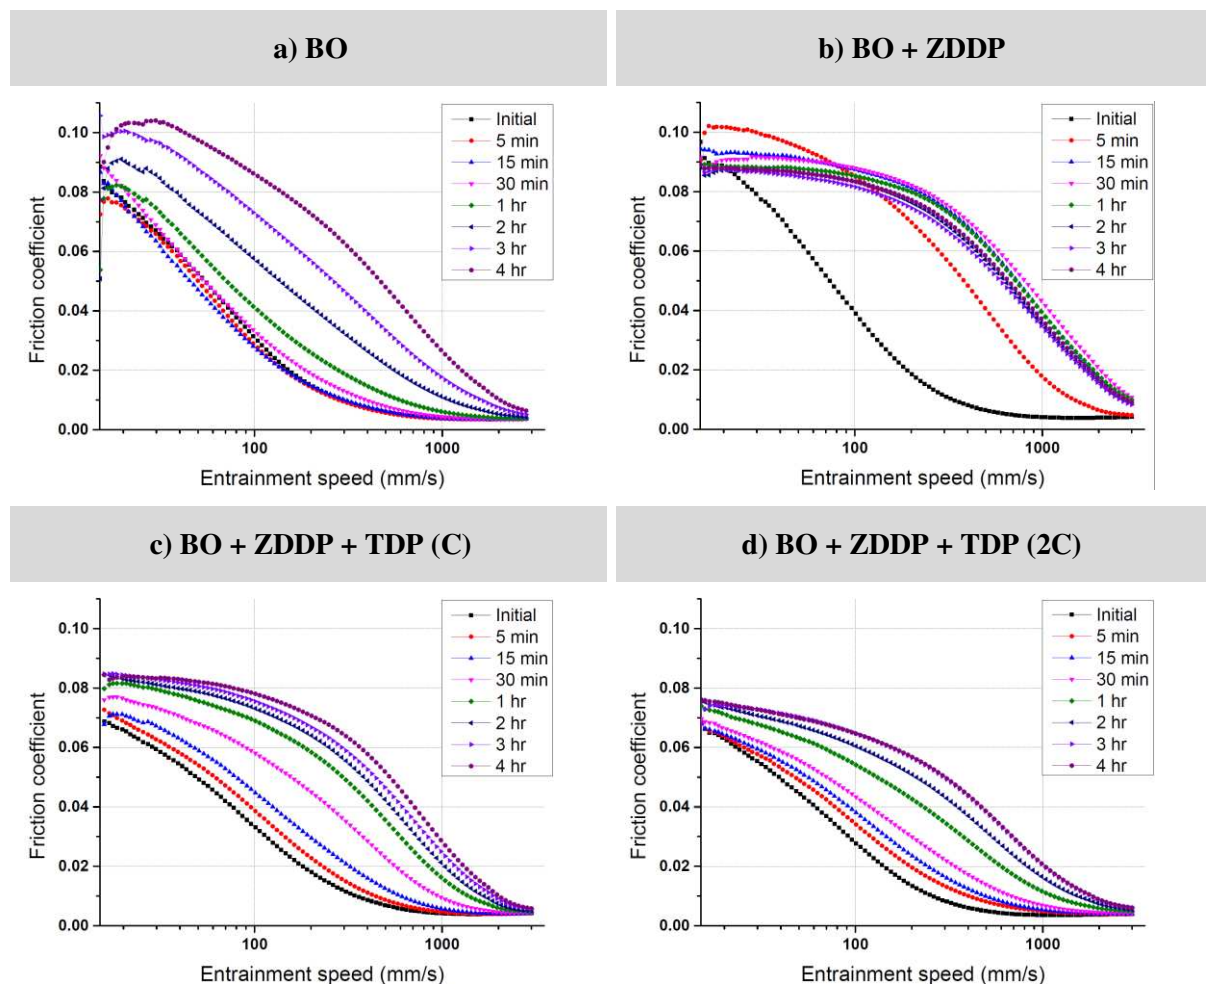 a) BO
b) BO + ZDDP
Friction coefficient
0.10
0.08
0.06
0.04
0.02
0.00
100
1000
Entrainment speed (mm/s)
Initial
5 min
15 min
30 min
1 hr
2 hr
3 hr
4 hr
Friction coefficient
0.10
0.08
0.06
0.04
0.02
0.00
100
1000
Entrainment speed (mm/s)
Initial
5 min
15 min
30 min
1 hr
2 hr
3 hr
4 hr
c) BO + ZDDP + TDP (C)
d) BO + ZDDP + TDP (2C)
Friction coefficient
0.10
0.08
0.06
0.04
0.02
0.00
100
1000
Entrainment speed (mm/s)
Initial
5 min
15 min
30 min
1 hr
2 hr
3 hr
4 hr
Friction coefficient
0.10
0.08
0.06
0.04
0.02
0.00
100
1000
Entrainment speed (mm/s)
Initial
5 min
15 min
30 min
1 hr
2 hr
3 hr
4 hr